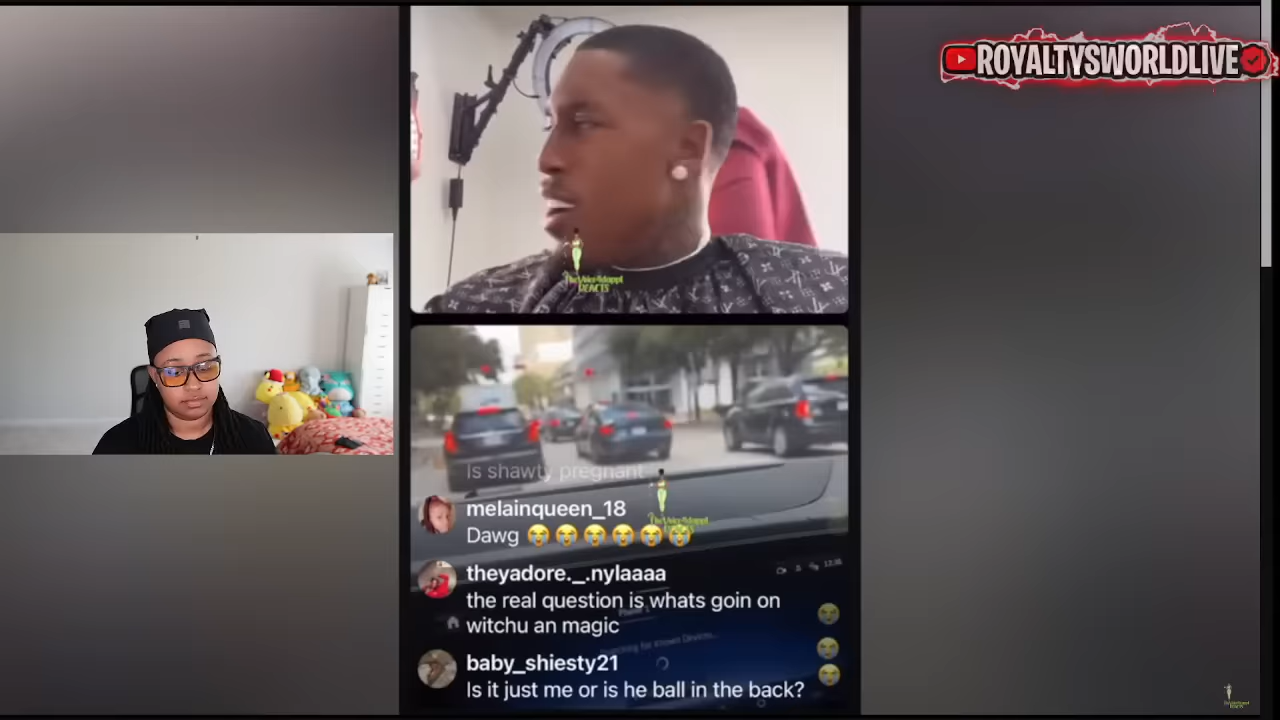 ROYALTYSWORLDLIVE
REACTS
Is shawty pregnant
melainqueen_18
Dawg 😭😭😭😭😭😭
theyadore._.nylaaaa
the real question is whats goin on
witchu an magic
baby_shiesty21
Is it just me or is he ball in the back?